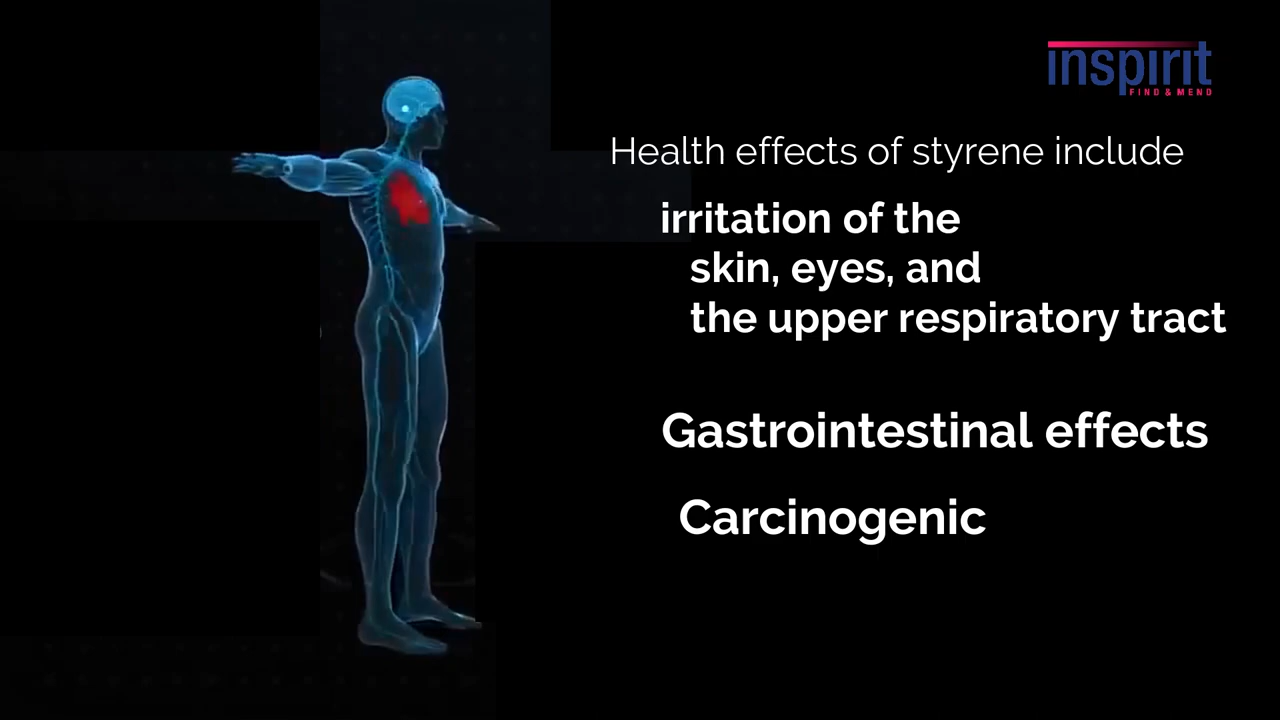 inspirit
FIND & MEND
Health effects of styrene include
irritation of the
skin, eyes, and
the upper respiratory tract
Gastrointestinal effects
Carcinogenic